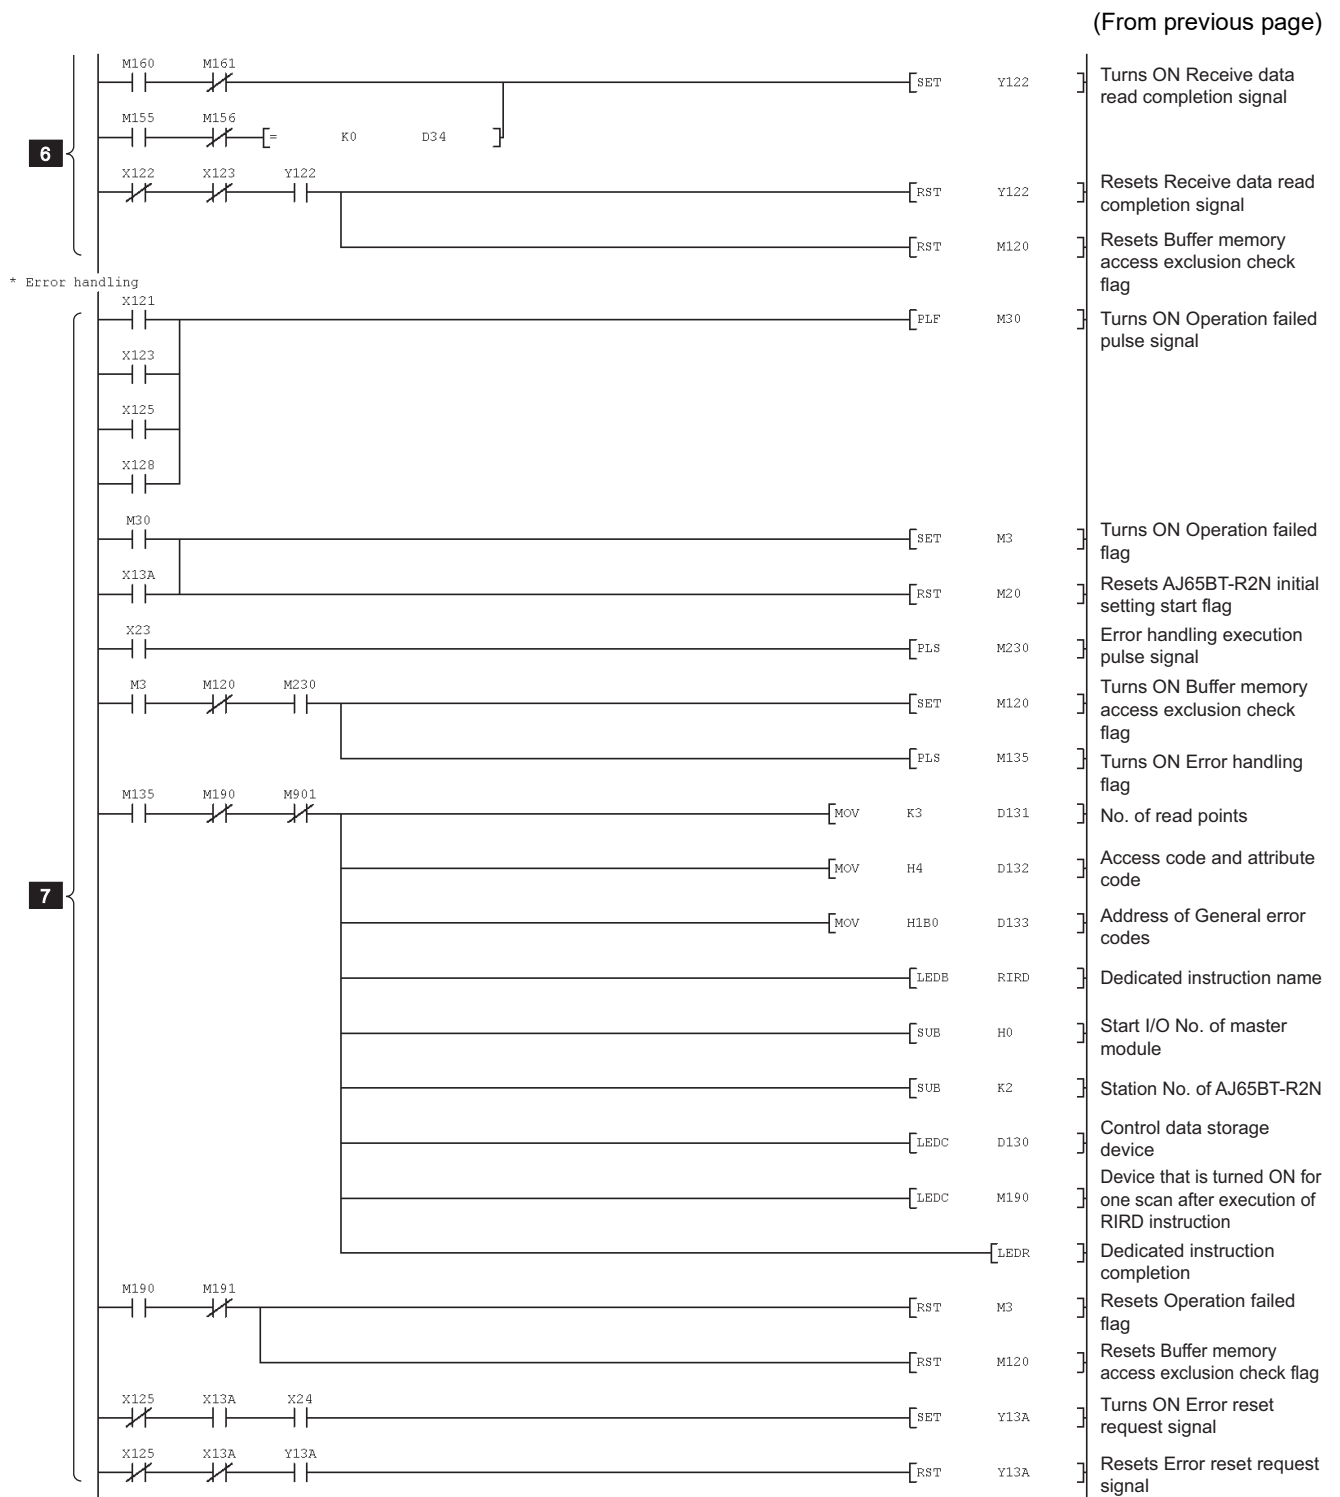 (From previous page)
M160 M161
SET Y122
Turns ON Receive data
read completion signal
M155 M156
= K0 D34
6
X122 X123 Y122
RST Y122
Resets Receive data read
completion signal
RST M120
Resets Buffer memory
access exclusion check
flag
* Error handling
X121
PLF M30
Turns ON Operation failed
pulse signal
X123
X125
X128
M30
SET M3
Turns ON Operation failed
flag
X13A
RST M20
Resets AJ65BT-R2N initial
setting start flag
X23
PLS M230
Error handling execution
pulse signal
M3 M120 M230
SET M120
Turns ON Buffer memory
access exclusion check
flag
PLS M135
Turns ON Error handling
flag
M135 M190 M901
MOV K3 D131
No. of read points
MOV H4 D132
Access code and attribute
code
7
MOV H1B0 D133
Address of General error
codes
LEDB RIRD
Dedicated instruction name
SUB H0
Start I/O No. of master
module
SUB K2
Station No. of AJ65BT-R2N
LEDC D130
Control data storage
device
LEDC M190
Device that is turned ON for
one scan after execution of
RIRD instruction
LEDR
Dedicated instruction
completion
M190 M191
RST M3
Resets Operation failed
flag
RST M120
Resets Buffer memory
access exclusion check flag
X125 X13A X24
SET Y13A
Turns ON Error reset
request signal
X125 X13A Y13A
RST Y13A
Resets Error reset request
signal